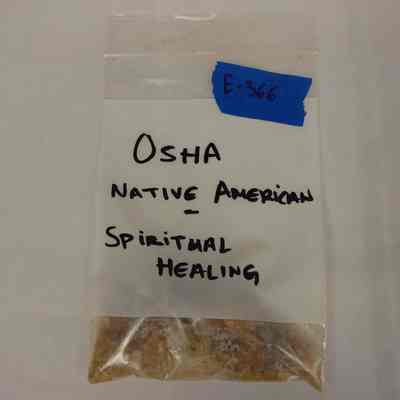 E-366
OSHA
NATIVE AMERICAN
-
SPIRITUAL
HEALING